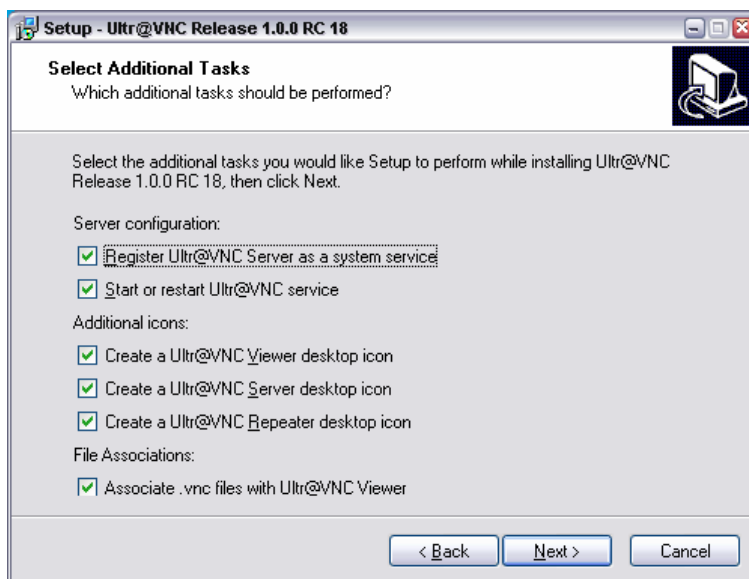 Setup - Ultr@VNC Release 1.0.0 RC 18
Select Additional Tasks
Which additional tasks should be performed?
Select the additional tasks you would like Setup to perform while installing Ultr@VNC
Release 1.0.0 RC 18, then click Next.
Server configuration:
Register Ultr@VNC Server as a system service
Start or restart Ultr@VNC service
Additional icons:
Create a Ultr@VNC Viewer desktop icon
Create a Ultr@VNC Server desktop icon
Create a Ultr@VNC Repeater desktop icon
File Associations:
Associate .vnc files with Ultr@VNC Viewer
< Back Next > Cancel